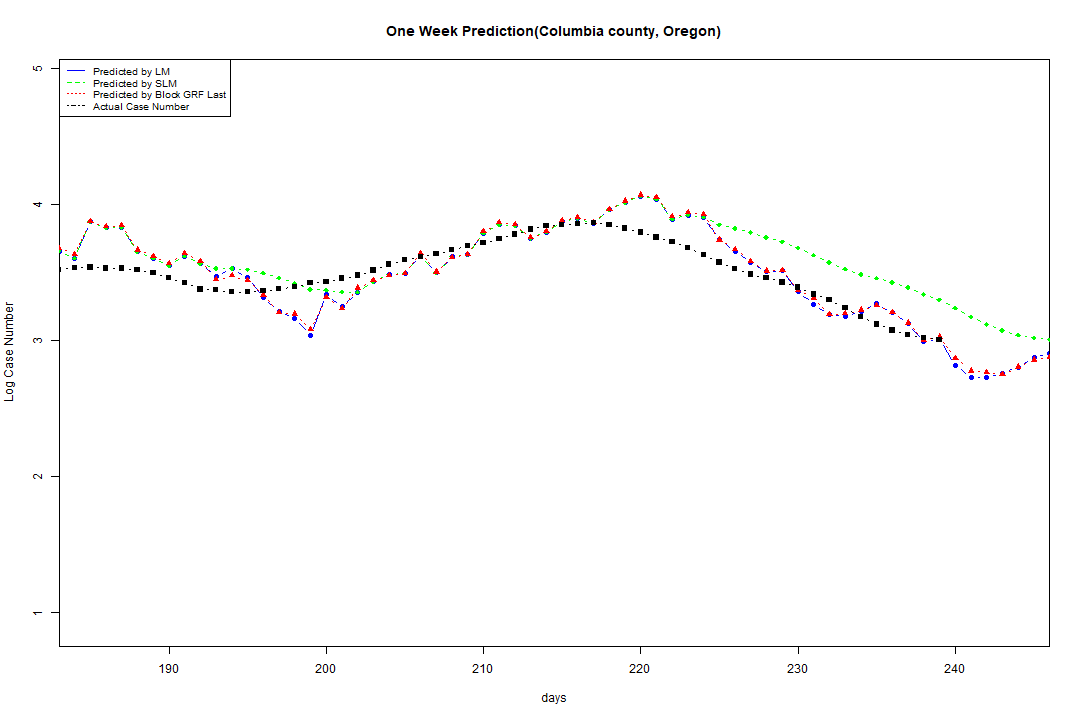 One Week Prediction(Columbia county, Oregon)
Predicted by LM
Predicted by SLM
Predicted by Block GRF Last
Actual Case Number
5
4
3
2
1
Log Case Number
190 200 210 220 230 240
days